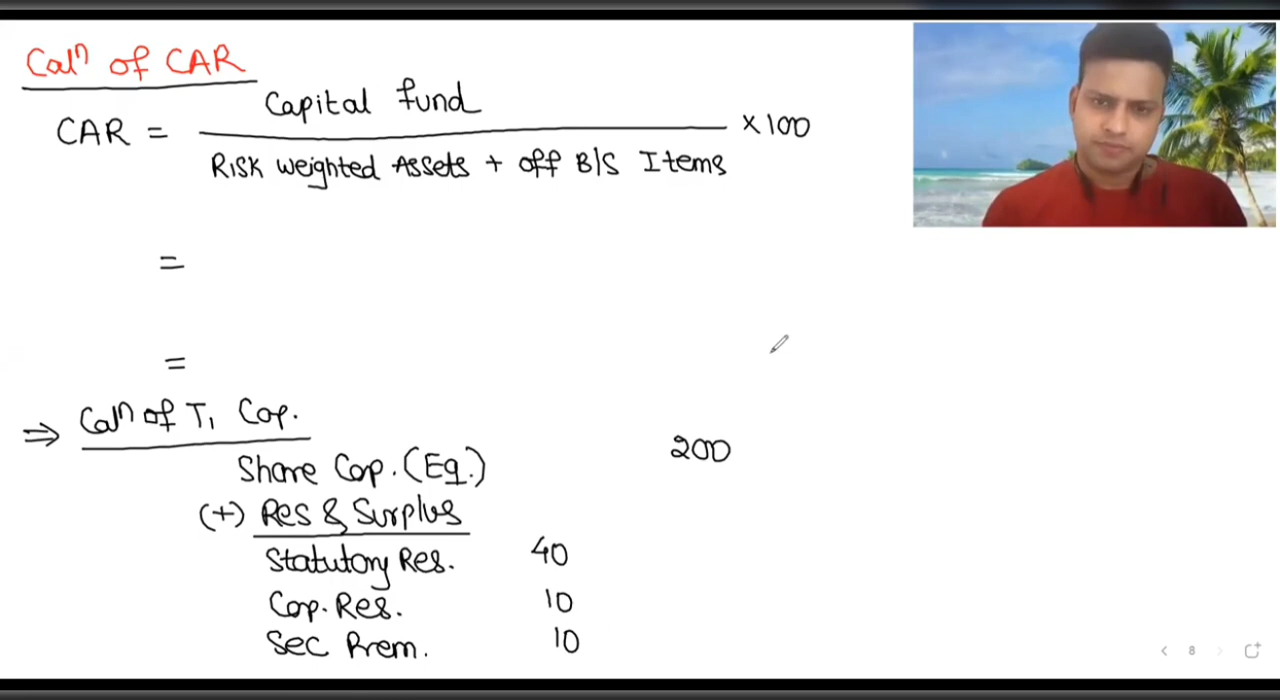 Calⁿ of CAR
CAR = Capital fund / Risk weighted Assets + off B/S Items ×100
=
=
⇒ Calⁿ of T₁ Cap.
Share Cap. (Eq.) 200
(+) Res & Surplus
Statutory Res. 40
Cap. Res. 10
Sec Prem. 10
< 8 >